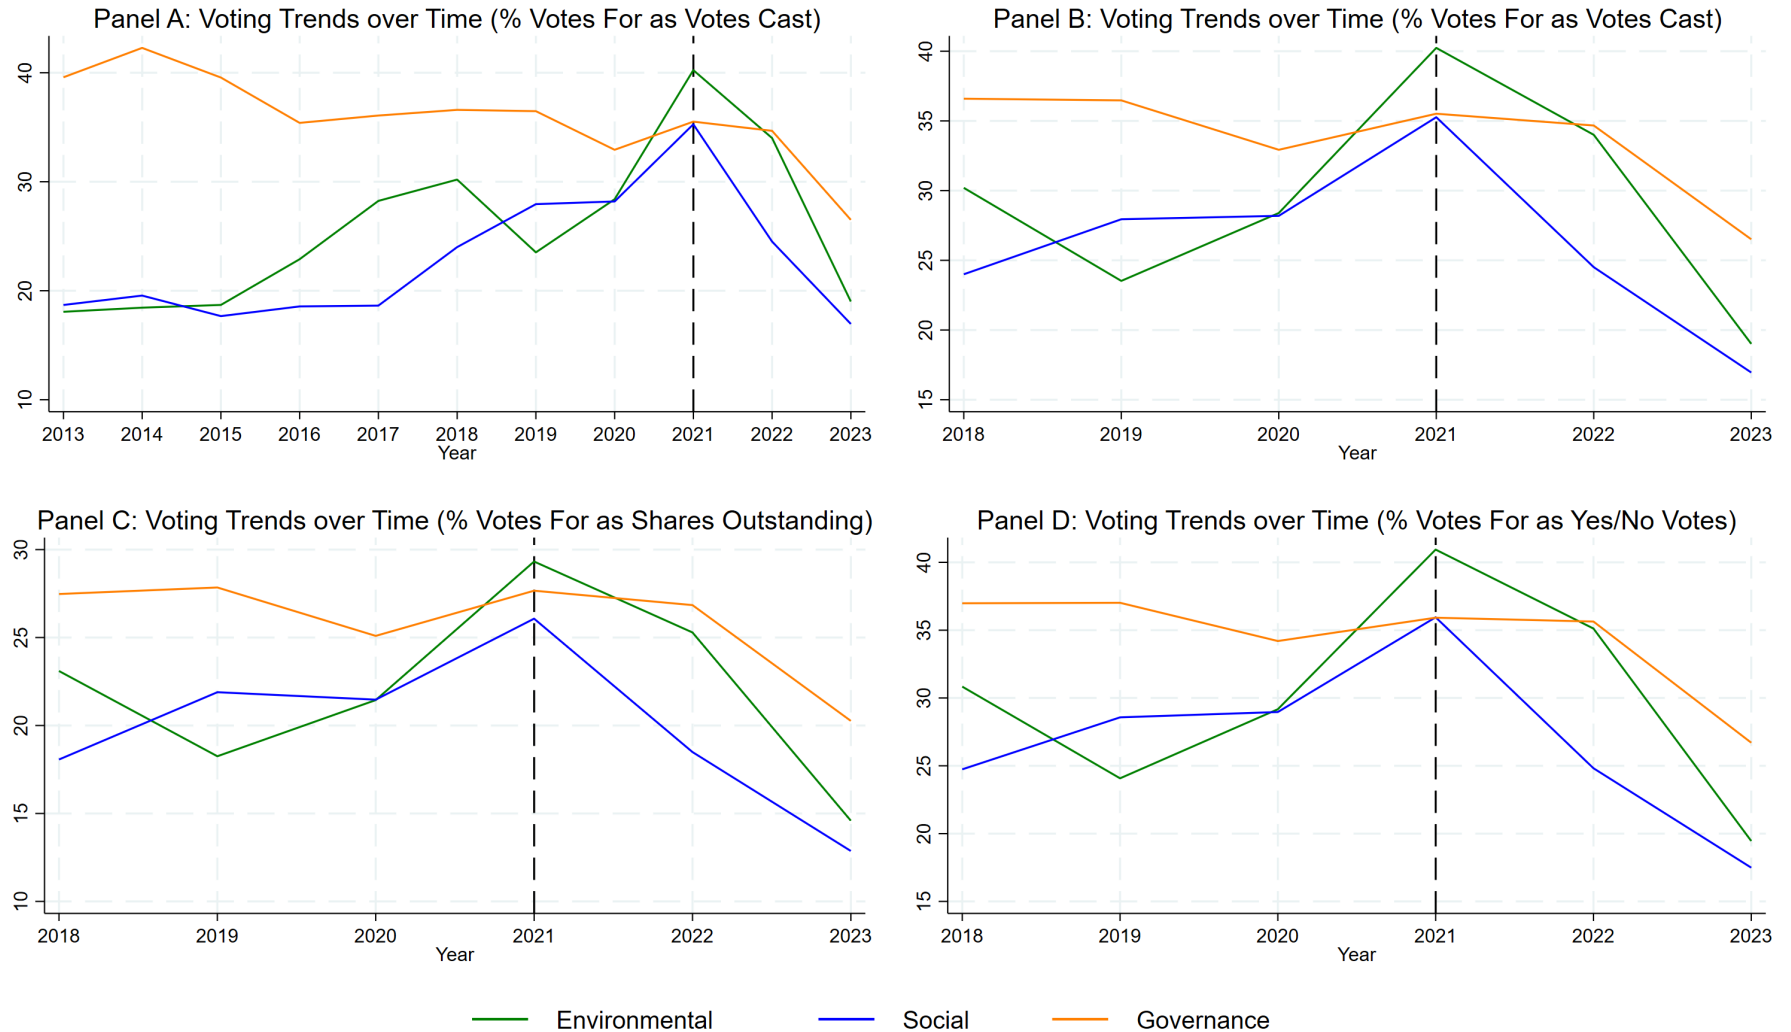 Panel A: Voting Trends over Time (% Votes For as Votes Cast)
40
30
20
10
2013 2014 2015 2016 2017 2018 2019 2020 2021 2022 2023
Year
Panel B: Voting Trends over Time (% Votes For as Votes Cast)
40
35
30
25
20
15
2018 2019 2020 2021 2022 2023
Year
Panel C: Voting Trends over Time (% Votes For as Shares Outstanding)
30
25
20
15
10
2018 2019 2020 2021 2022 2023
Year
Panel D: Voting Trends over Time (% Votes For as Yes/No Votes)
40
35
30
25
20
15
2018 2019 2020 2021 2022 2023
Year
Environmental Social Governance